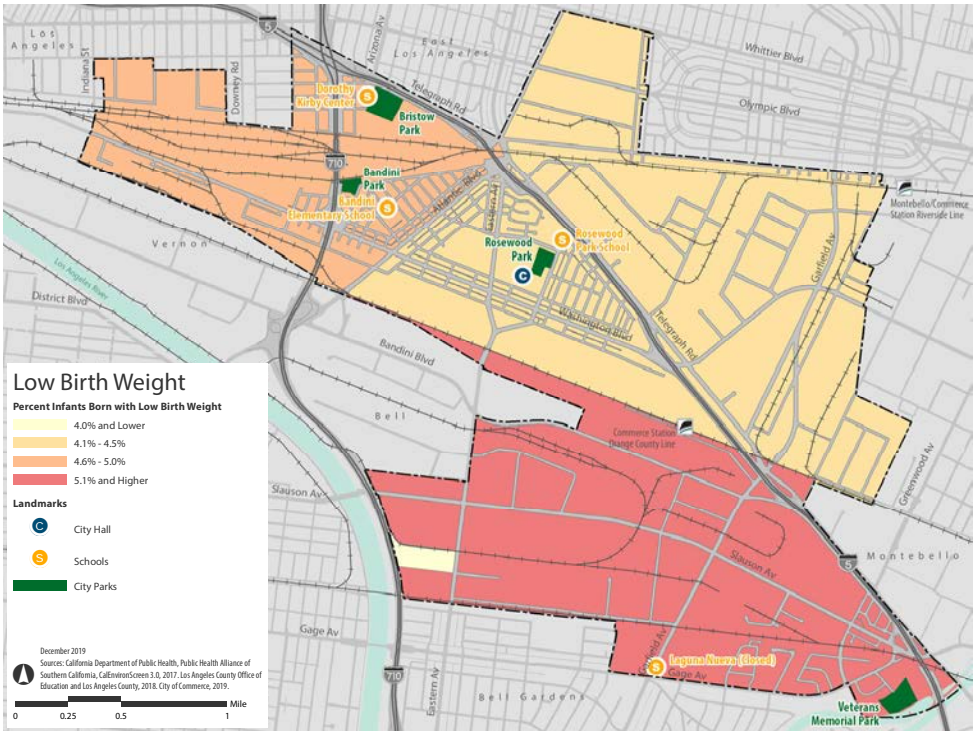 Los
Angeles
Indiana St
Downey Rd
5
Arizona Av
East
Los Angeles
Whittier Blvd
Olympic Blvd
Telegraph Rd
Dorothy
Kirby Center
S
Bristow
Park
710
Bandini
Park
Bandini
Elementary School
S
Atlantic Blvd
Eastern Av
Montebello/Commerce
Station Riverside Line
Vernon
Los Angeles River
District Blvd
Rosewood
Park
S
Rosewood
Park School
C
Garfield Av
Washington Blvd
Telegraph Rd
Bandini Blvd
Bell
Commerce Station
Orange County Line
Greenwood Av
Slauson Av
Slauson Av
5
Montebello
Gage Av
710
Eastern Av
Bell Gardens
Garfield Av
S
Laguna Nueva (Closed)
Gage Av
Veterans
Memorial Park
Low Birth Weight
Percent Infants Born with Low Birth Weight
4.0% and Lower
4.1% - 4.5%
4.6% - 5.0%
5.1% and Higher
Landmarks
C City Hall
S Schools
City Parks
December 2019
Sources: California Department of Public Health, Public Health Alliance of
Southern California, CalEnvironScreen 3.0, 2017. Los Angeles County Office of
Education and Los Angeles County, 2018. City of Commerce, 2019.
Mile
0 0.25 0.5 1